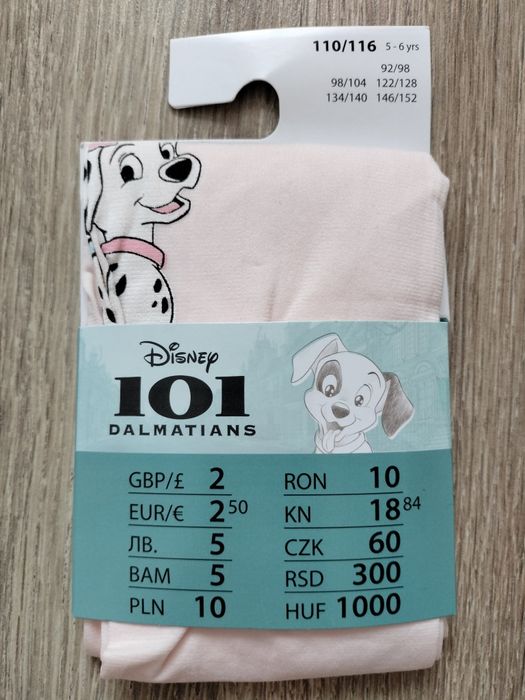 110/116 5 - 6 yrs
92/98
98/104 122/128
134/140 146/152
Disney
101
DALMATIANS
GBP/£ 2
EUR/€ 2 50
ЛВ. 5
BAM 5
PLN 10
RON 10
KN 18 84
CZK 60
RSD 300
HUF 1000